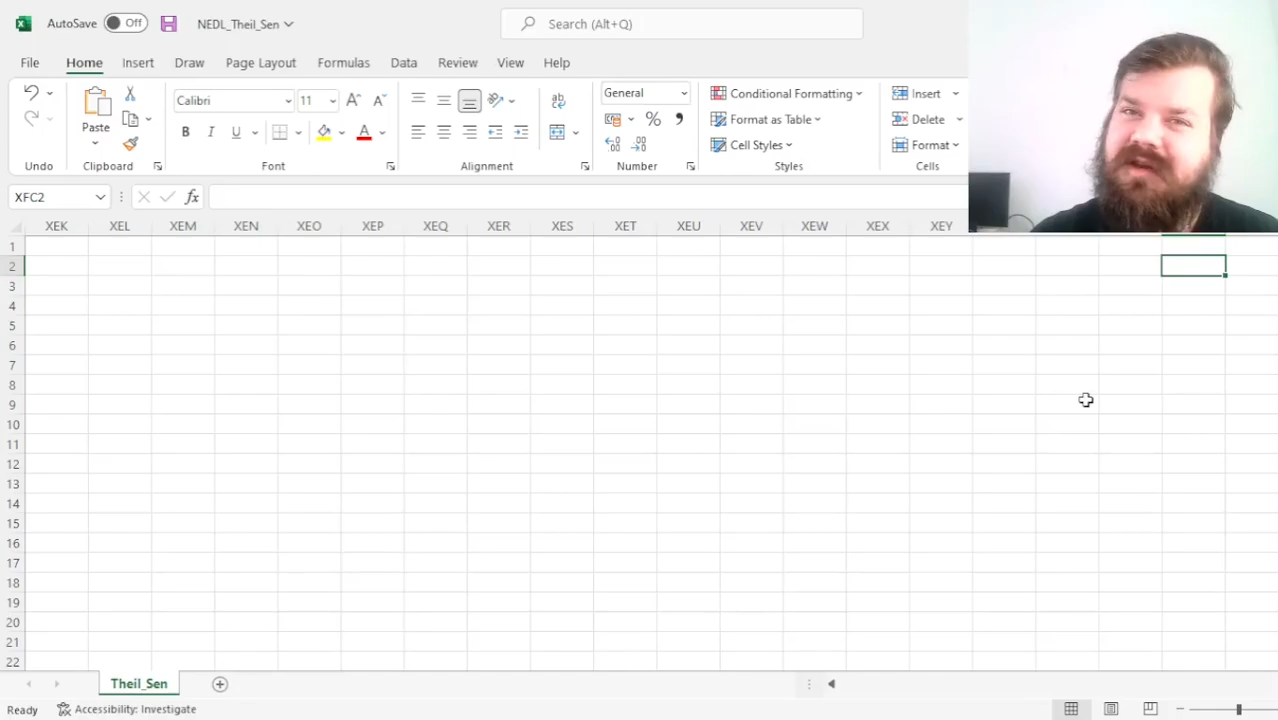 AutoSave Off NEDL_Theil_Sen Search (Alt+Q)
File Home Insert Draw Page Layout Formulas Data Review View Help
Calibri 11 General Conditional Formatting Insert
Paste Format as Table Delete
B I U A % Cell Styles Format
Undo Clipboard Font Alignment Number Styles Cells
XFC2 fx
XEK XEL XEM XEN XEO XEP XEQ XER XES XET XEU XEV XEW XEX XEY
1
2
3
4
5
6
7
8
9
10
11
12
13
14
15
16
17
18
19
20
21
22
Theil_Sen
Ready Accessibility: Investigate